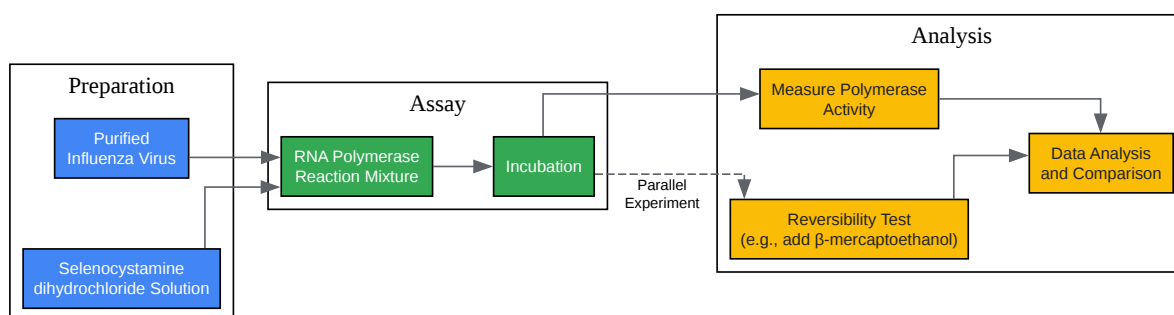 Preparation
Purified
Influenza Virus
Selenocystamine
dihydrochloride Solution
Assay
RNA Polymerase
Reaction Mixture
Incubation
Parallel
Experiment
Analysis
Measure Polymerase
Activity
Reversibility Test
(e.g., add β-mercaptoethanol)
Data Analysis
and Comparison